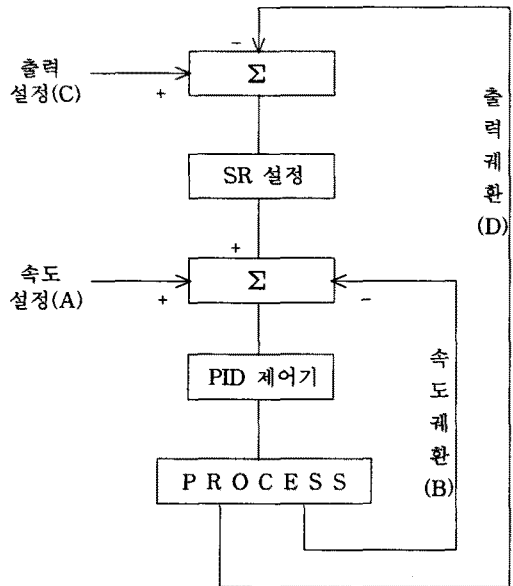 −
Σ
출력
설정(C)
+
SR 설정
+
Σ
속도
설정(A)
+
−
PID 제어기
P R O C E S S
속도궤환
(B)
출력궤환
(D)